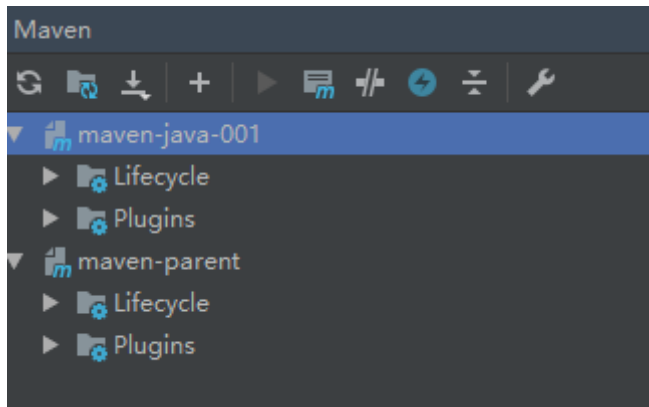 Maven
maven-java-001
Lifecycle
Plugins
maven-parent
Lifecycle
Plugins